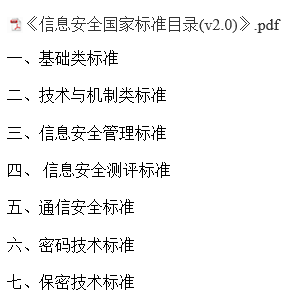 《信息安全国家标准目录(v2.0)》.pdf
一、基础类标准
二、技术与机制类标准
三、信息安全管理标准
四、 信息安全测评标准
五、通信安全标准
六、密码技术标准
七、保密技术标准